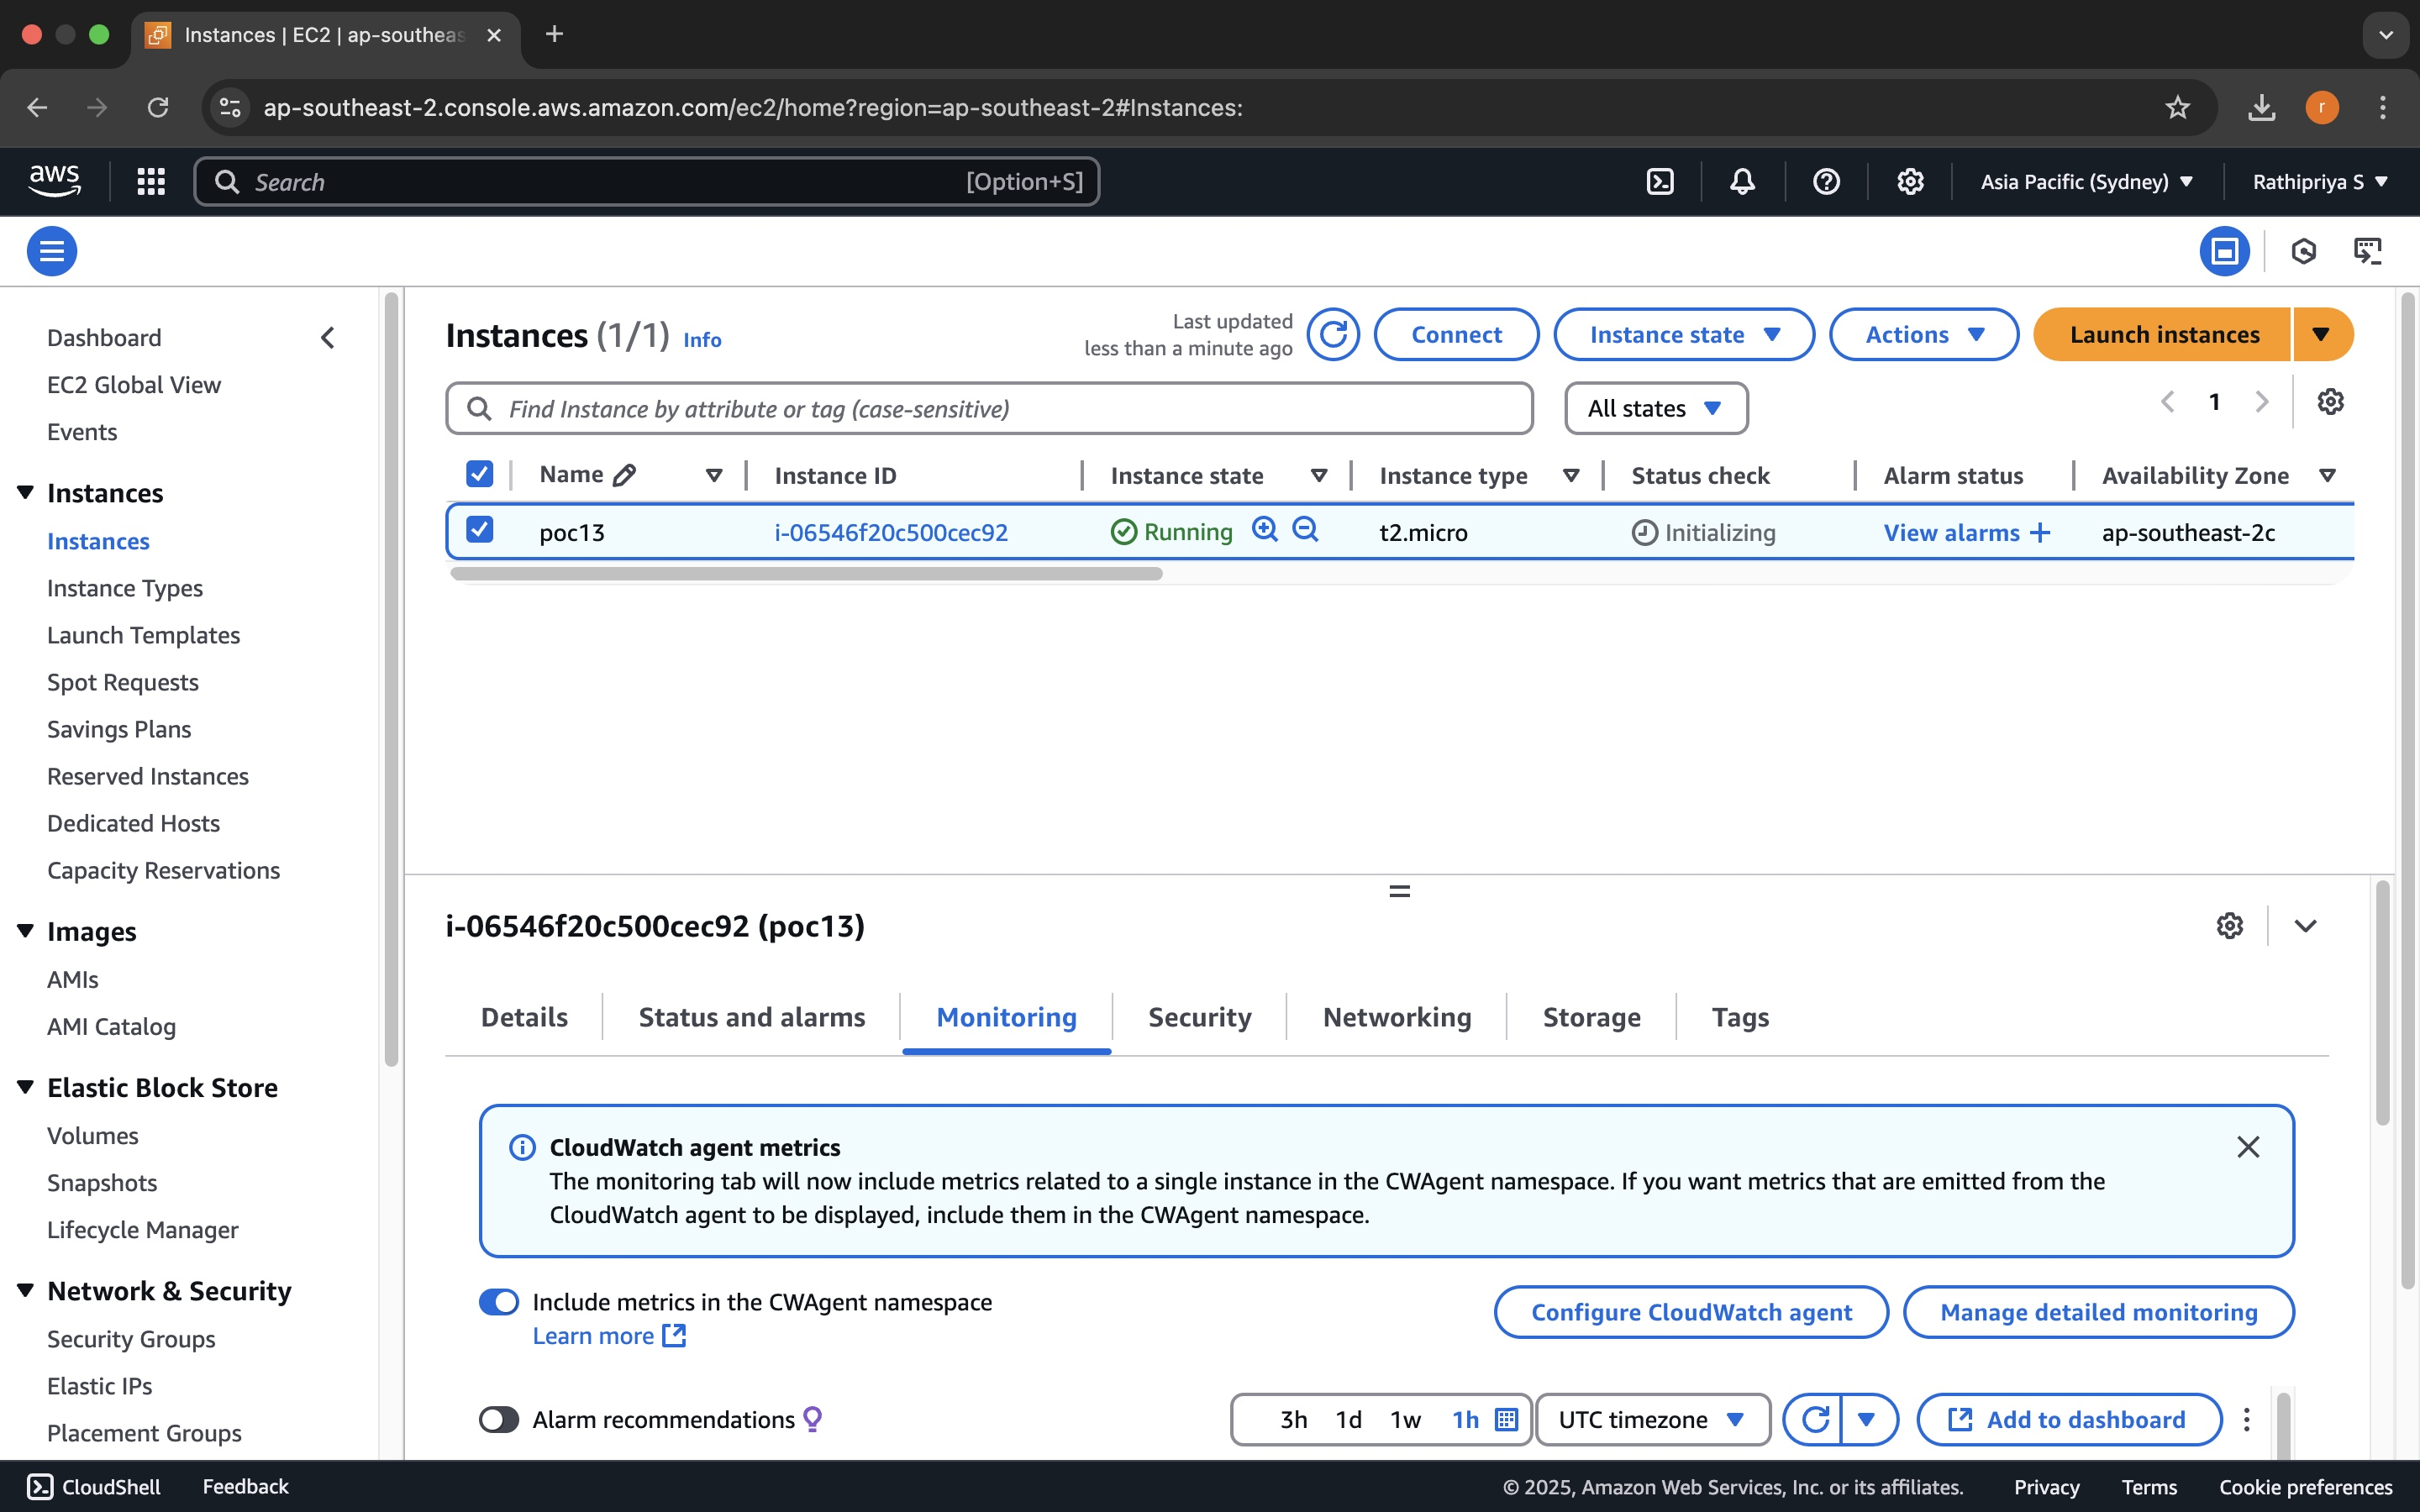 Instances | EC2 | ap-southeas
ap-southeast-2.console.aws.amazon.com/ec2/home?region=ap-southeast-2#Instances:
r
aws
Search
[Option+S]
Asia Pacific (Sydney)
Rathipriya S
Dashboard
EC2 Global View
Events
Instances
Instances
Instance Types
Launch Templates
Spot Requests
Savings Plans
Reserved Instances
Dedicated Hosts
Capacity Reservations
Images
AMIs
AMI Catalog
Elastic Block Store
Volumes
Snapshots
Lifecycle Manager
Network & Security
Security Groups
Elastic IPs
Placement Groups
Instances (1/1) Info
Last updated
less than a minute ago
Connect
Instance state
Actions
Launch instances
Find Instance by attribute or tag (case-sensitive)
All states
1
Name Instance ID Instance state Instance type Status check Alarm status Availability Zone
poc13 i-06546f20c500cec92 Running t2.micro Initializing View alarms + ap-southeast-2c
i-06546f20c500cec92 (poc13)
Details Status and alarms Monitoring Security Networking Storage Tags
CloudWatch agent metrics
The monitoring tab will now include metrics related to a single instance in the CWAgent namespace. If you want metrics that are emitted from the
CloudWatch agent to be displayed, include them in the CWAgent namespace.
Include metrics in the CWAgent namespace
Learn more
Configure CloudWatch agent
Manage detailed monitoring
Alarm recommendations
3h 1d 1w 1h
UTC timezone
Add to dashboard
CloudShell
Feedback
© 2025, Amazon Web Services, Inc. or its affiliates.
Privacy
Terms
Cookie preferences